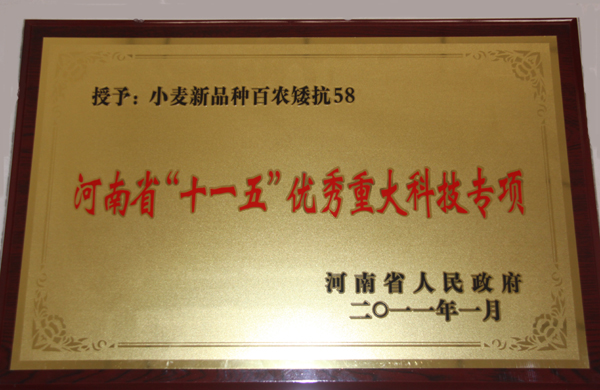 授予：小麦新品种百农矮抗58
河南省“十一五”优秀重大科技专项
河南省人民政府
二〇一一年一月